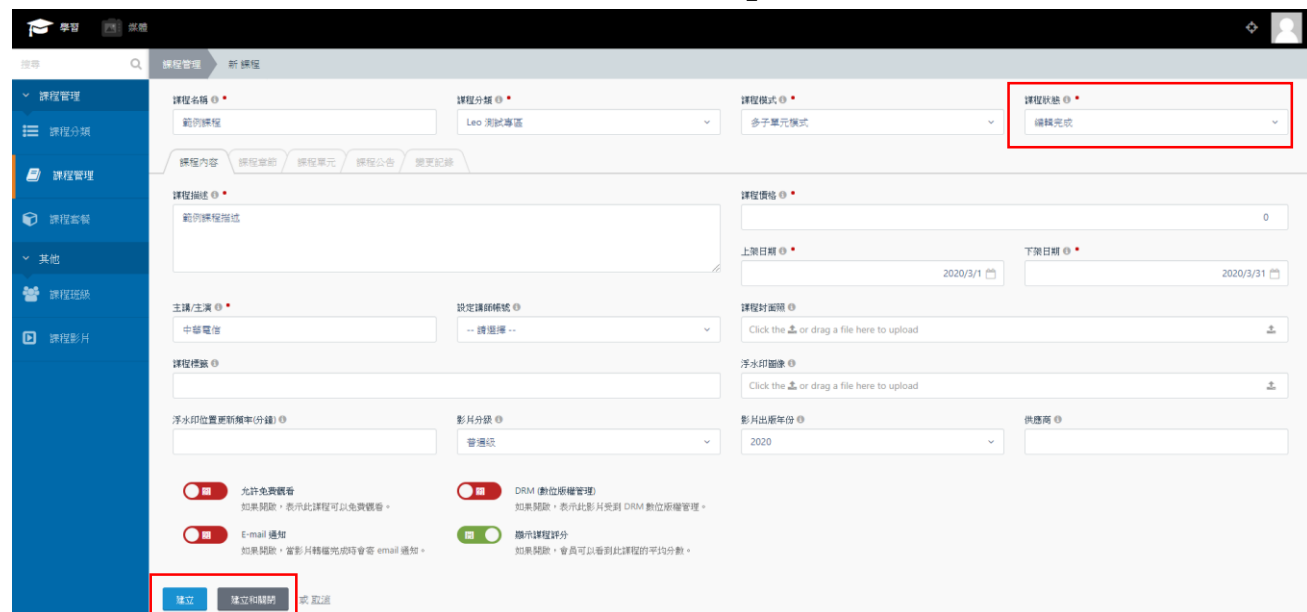 學習 媒體
搜尋
課程管理 新 課程
課程管理
課程分類
課程管理
課程套餐
其他
課程班級
課程影片
課程名稱 *
課程分類 *
課程模式 *
課程狀態 *
範例課程
Leo 測試專區
多子單元模式
編輯完成
課程內容 課程章節 課程單元 課程公告 變更記錄
課程描述 *
課程價格 *
範例課程描述
0
上架日期 *
下架日期 *
2020/3/1
2020/3/31
主講/主演 *
設定講師帳號
課程封面照
中華電信
-- 請選擇 --
Click the or drag a file here to upload
課程標籤
浮水印圖像
Click the or drag a file here to upload
浮水印位置更新頻率(分鐘)
影片分級
影片出版年份
供應商
普遍级
2020
關 允許免費觀看
如果開啟，表示此課程可以免費觀看。
關 DRM (數位版權管理)
如果開啟，表示此影片受到 DRM 數位版權管理。
關 E-mail 通知
如果開啟，當影片轉檔完成時會寄 email 通知。
開 顯示課程評分
如果開啟，會員可以看到此課程的平均分數。
建立 建立和關閉 或 取消